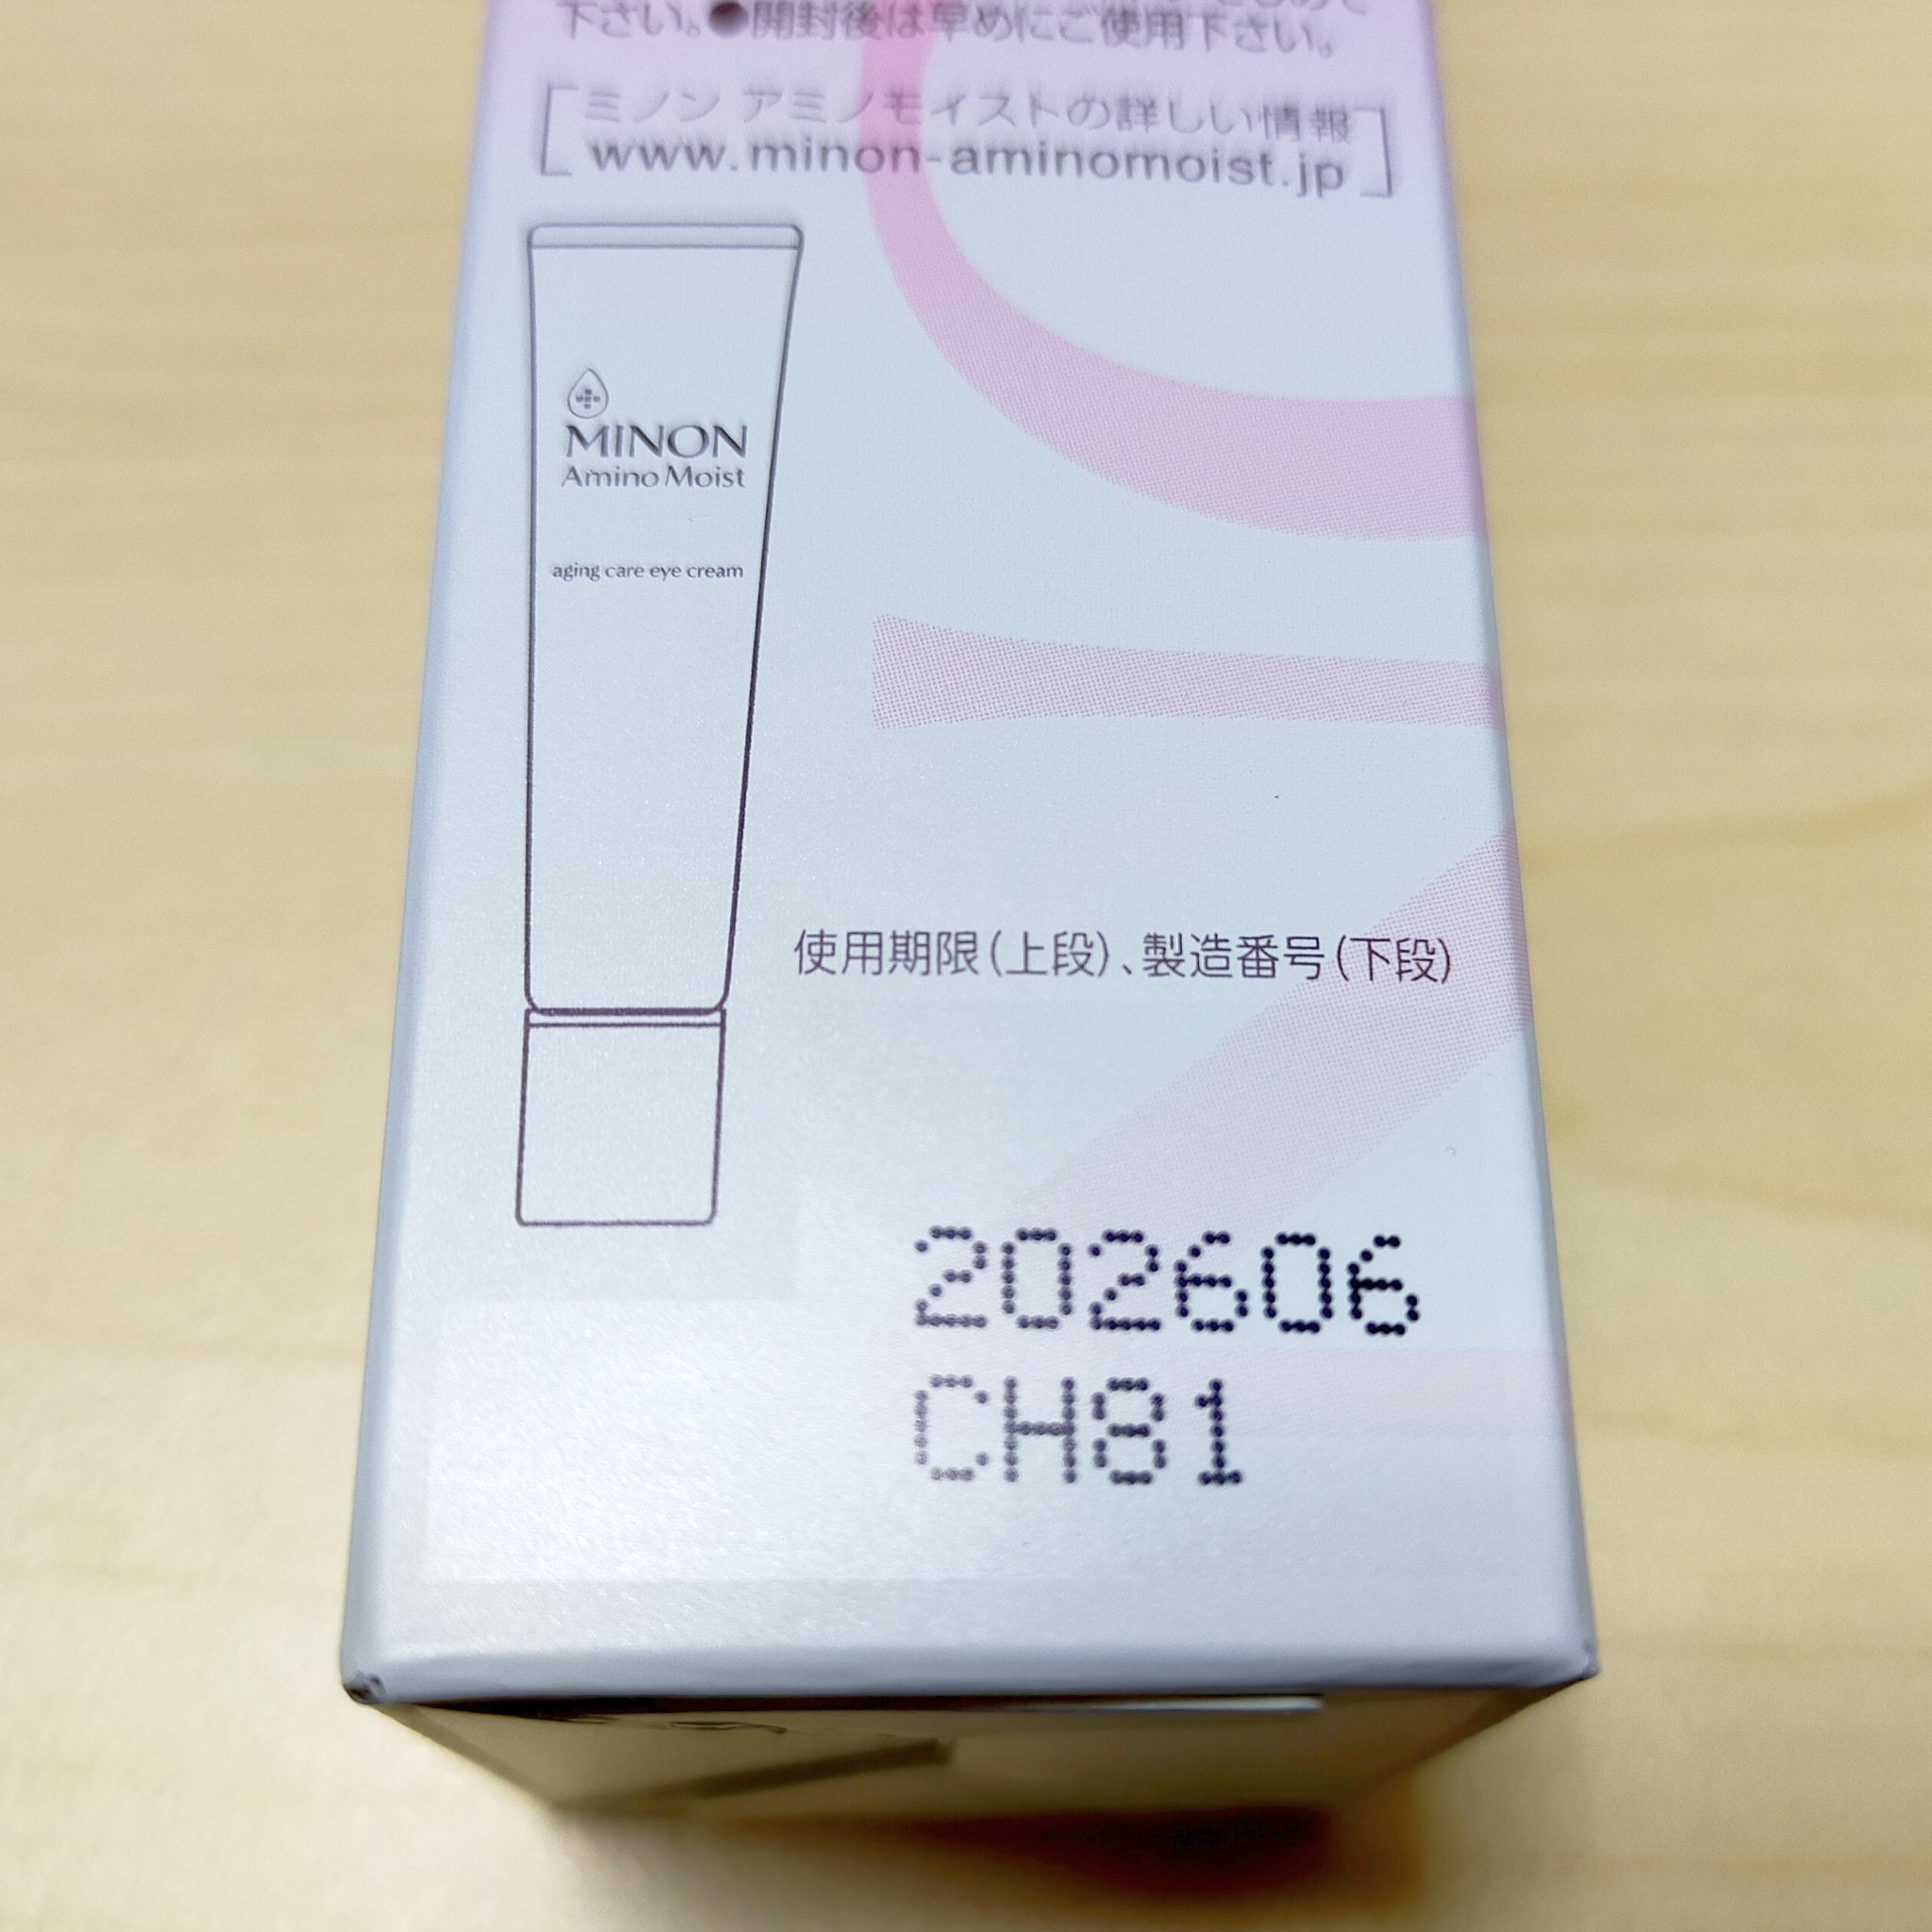 下さい。●開封後は早めにご使用下さい。
ミノン アミノモイストの詳しい情報
www.minon-aminomoist.jp
MINON
Amino Moist
aging care eye cream
使用期限(上段)、製造番号(下段)
202606
CH81